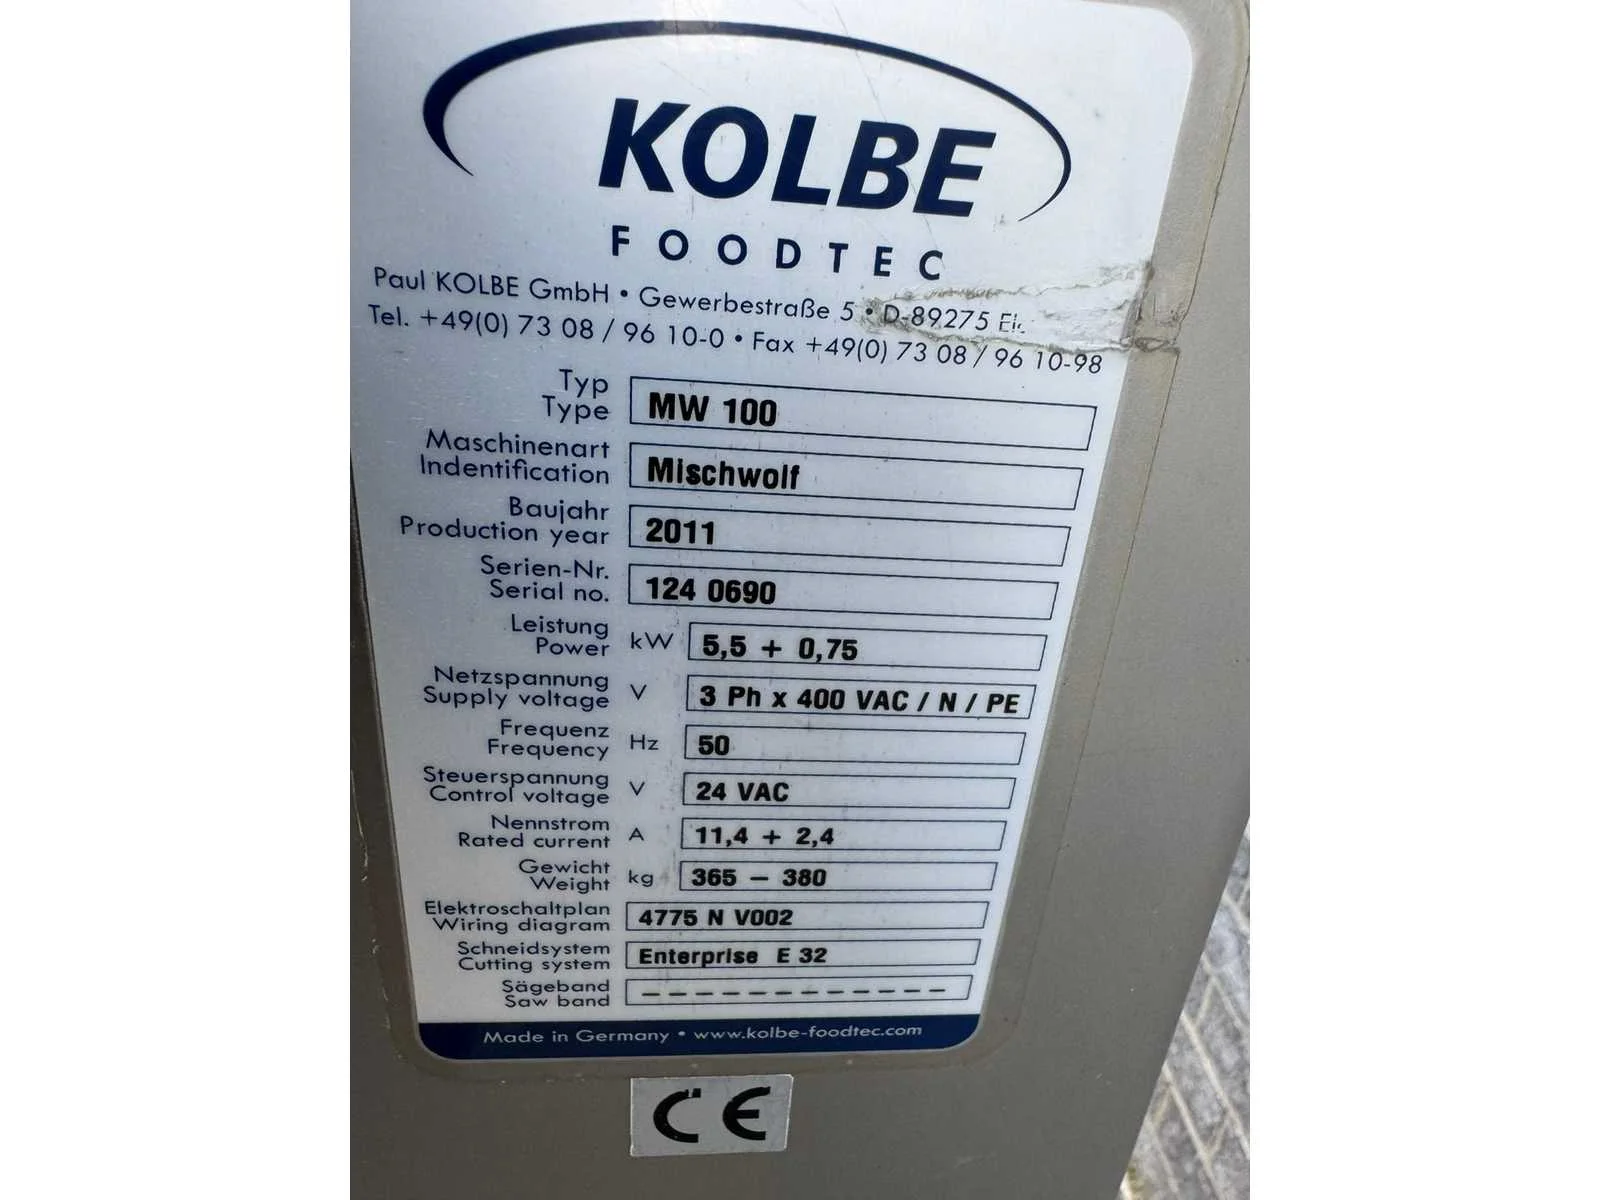 KOLBE
FOODTEC
Paul KOLBE GmbH • Gewerbestraße 5 • D-89275
Tel. +49(0) 73 08 / 96 10-0 • Fax +49(0) 73 08 / 96 10-98
Typ
Type MW 100
Maschinenart
Indentification Mischwolf
Baujahr
Production year 2011
Serien-Nr.
Serial no. 124 0690
Leistung
Power kW 5,5 + 0,75
Netzspannung
Supply voltage V 3 Ph x 400 VAC / N / PE
Frequenz
Frequency Hz 50
Steuerspannung
Control voltage V 24 VAC
Nennstrom
Rated current A 11,4 + 2,4
Gewicht
Weight kg 365 – 380
Elektroschaltplan
Wiring diagram 4775 N V002
Schneidsystem
Cutting system Enterprise E 32
Sägeband
Saw band – – – – – – – – – – – –
Made in Germany • www.kolbe-foodtec.com
CE